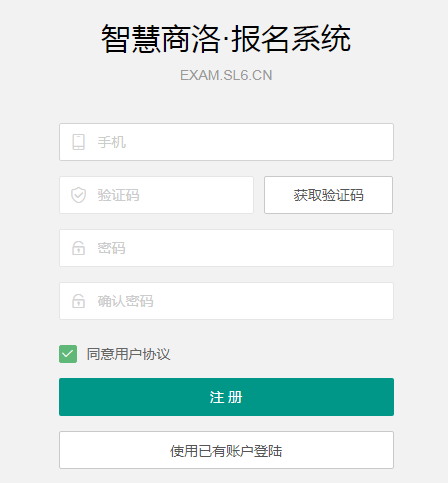 智慧商洛·报名系统
EXAM.SL6.CN
手机
验证码 获取验证码
密码
确认密码
同意用户协议
注 册
使用已有账户登陆